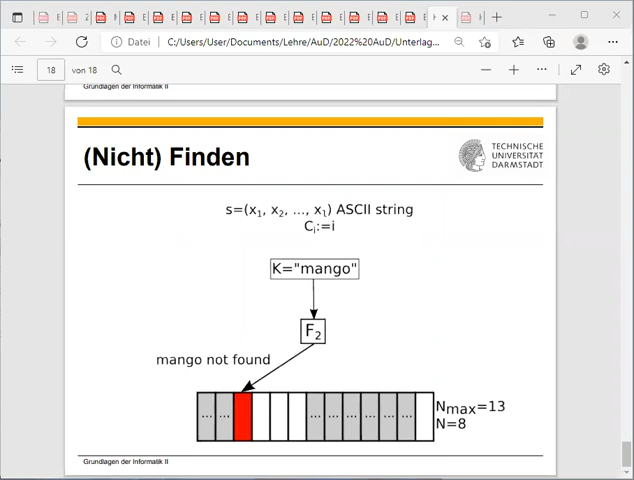 Datei
C:/Users/User/Documents/Lehre/AuD/2022%20AuD/Unterlag...
18 von 18
Grundlagen der Informatik II
(Nicht) Finden
TECHNISCHE
UNIVERSITÄT
DARMSTADT
s=(x₁, x₂, ..., xₗ) ASCII string
Cᵢ:=i
K="mango"
F₂
mango not found
... ... ... ... ... ... ... ...
Nmax=13
N=8
Grundlagen der Informatik II